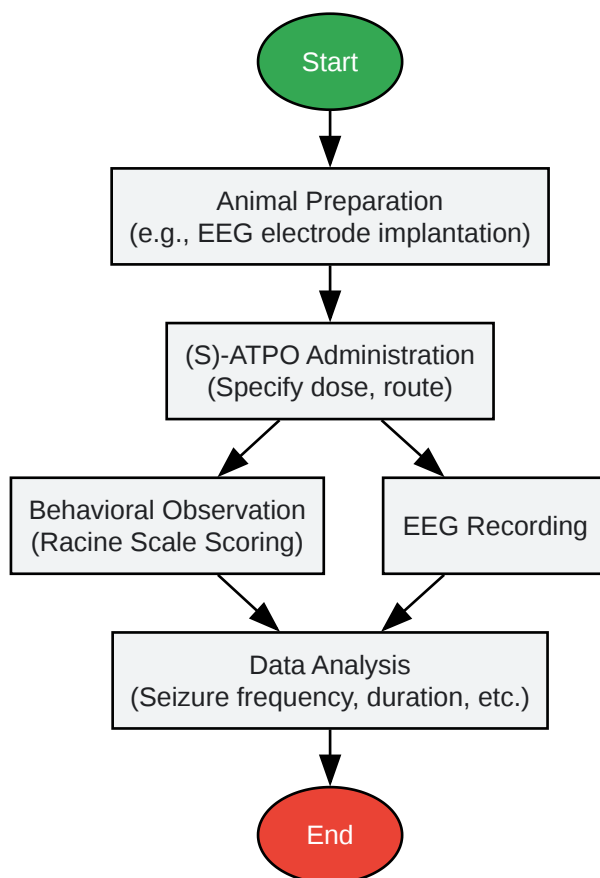 Start
Animal Preparation
(e.g., EEG electrode implantation)
(S)-ATPO Administration
(Specify dose, route)
Behavioral Observation
(Racine Scale Scoring)
EEG Recording
Data Analysis
(Seizure frequency, duration, etc.)
End